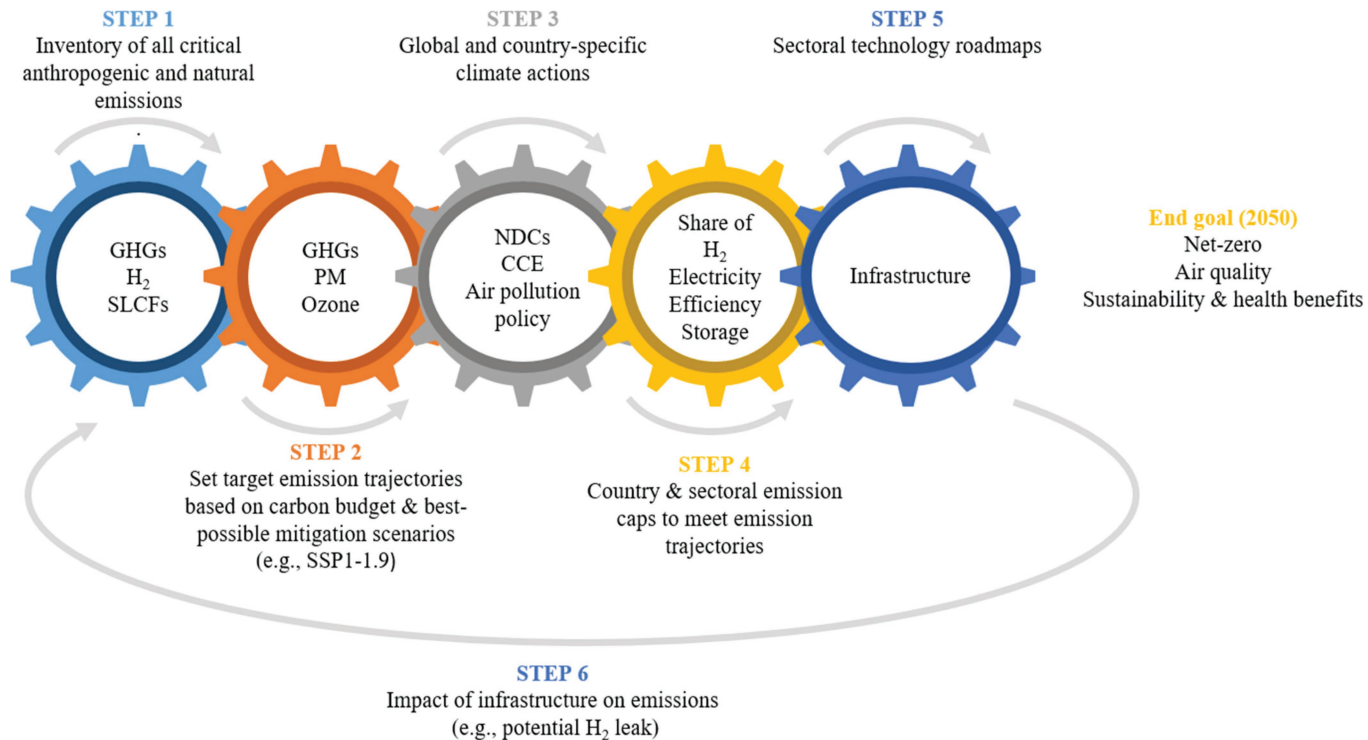 STEP 1
Inventory of all critical
anthropogenic and natural
emissions
.
STEP 3
Global and country-specific
climate actions
STEP 5
Sectoral technology roadmaps
GHGs
H₂
SLCFs
GHGs
PM
Ozone
NDCs
CCE
Air pollution
policy
Share of
H₂
Electricity
Efficiency
Storage
Infrastructure
End goal (2050)
Net-zero
Air quality
Sustainability & health benefits
STEP 2
Set target emission trajectories
based on carbon budget & best-
possible mitigation scenarios
(e.g., SSP1-1.9)
STEP 4
Country & sectoral emission
caps to meet emission
trajectories
STEP 6
Impact of infrastructure on emissions
(e.g., potential H₂ leak)